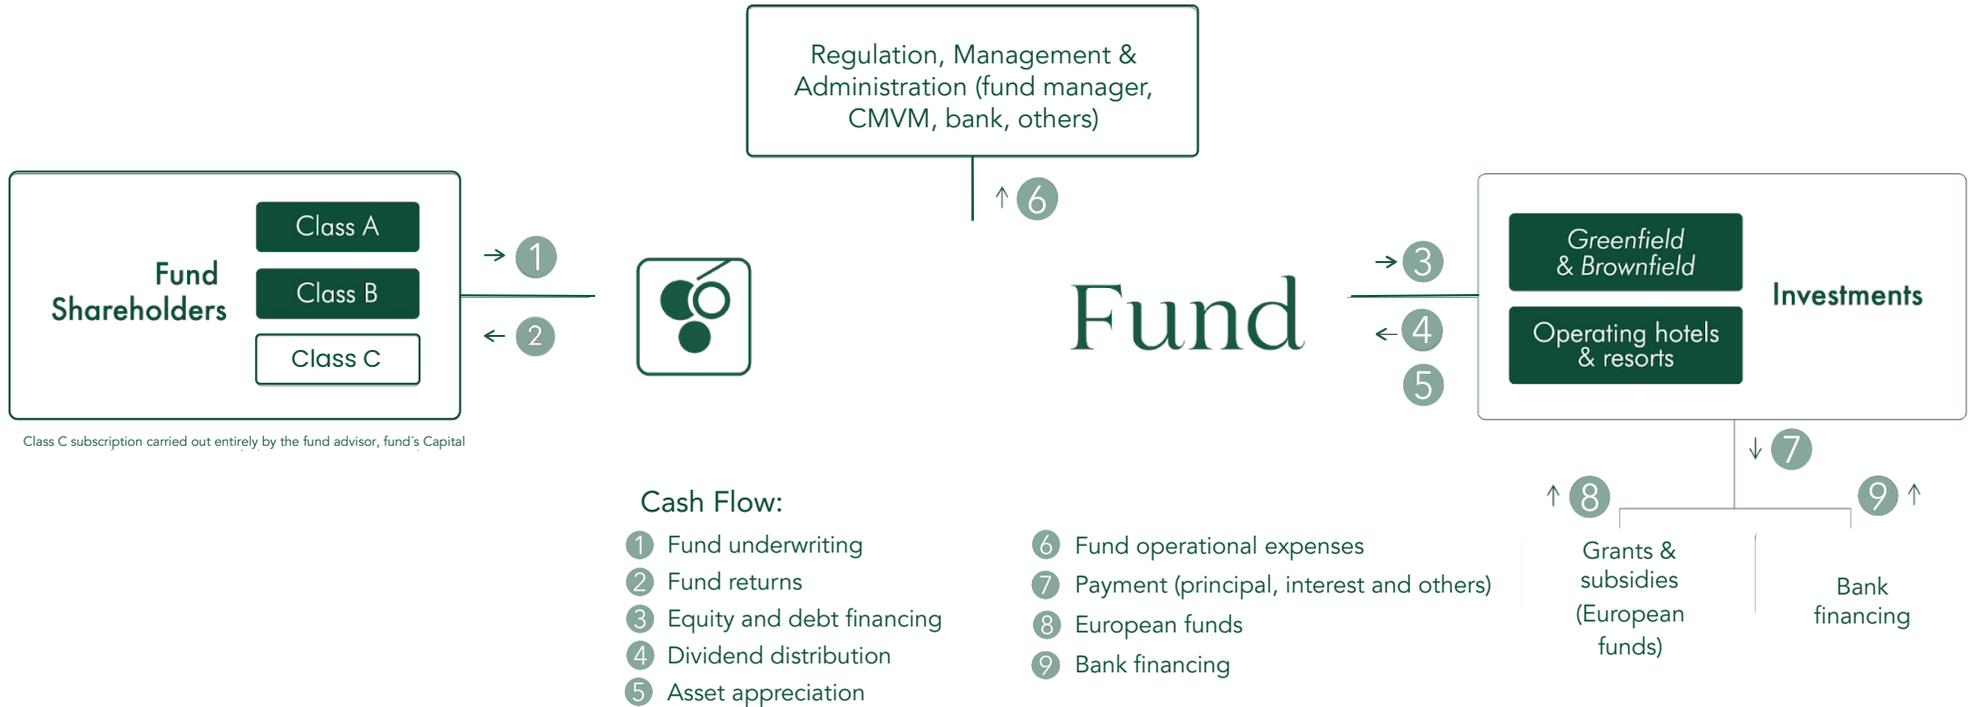 Regulation, Management &
Administration (fund manager,
CMVM, bank, others)
6
Fund
Shareholders
Class A
Class B
Class C
1
2
Class C subscription carried out entirely by the fund advisor, fund´s Capital
Fund
3
4
5
Greenfield
& Brownfield
Operating hotels
& resorts
Investments
7
8
9
Grants &
subsidies
(European
funds)
Bank
financing
Cash Flow:
1 Fund underwriting
2 Fund returns
3 Equity and debt financing
4 Dividend distribution
5 Asset appreciation
6 Fund operational expenses
7 Payment (principal, interest and others)
8 European funds
9 Bank financing